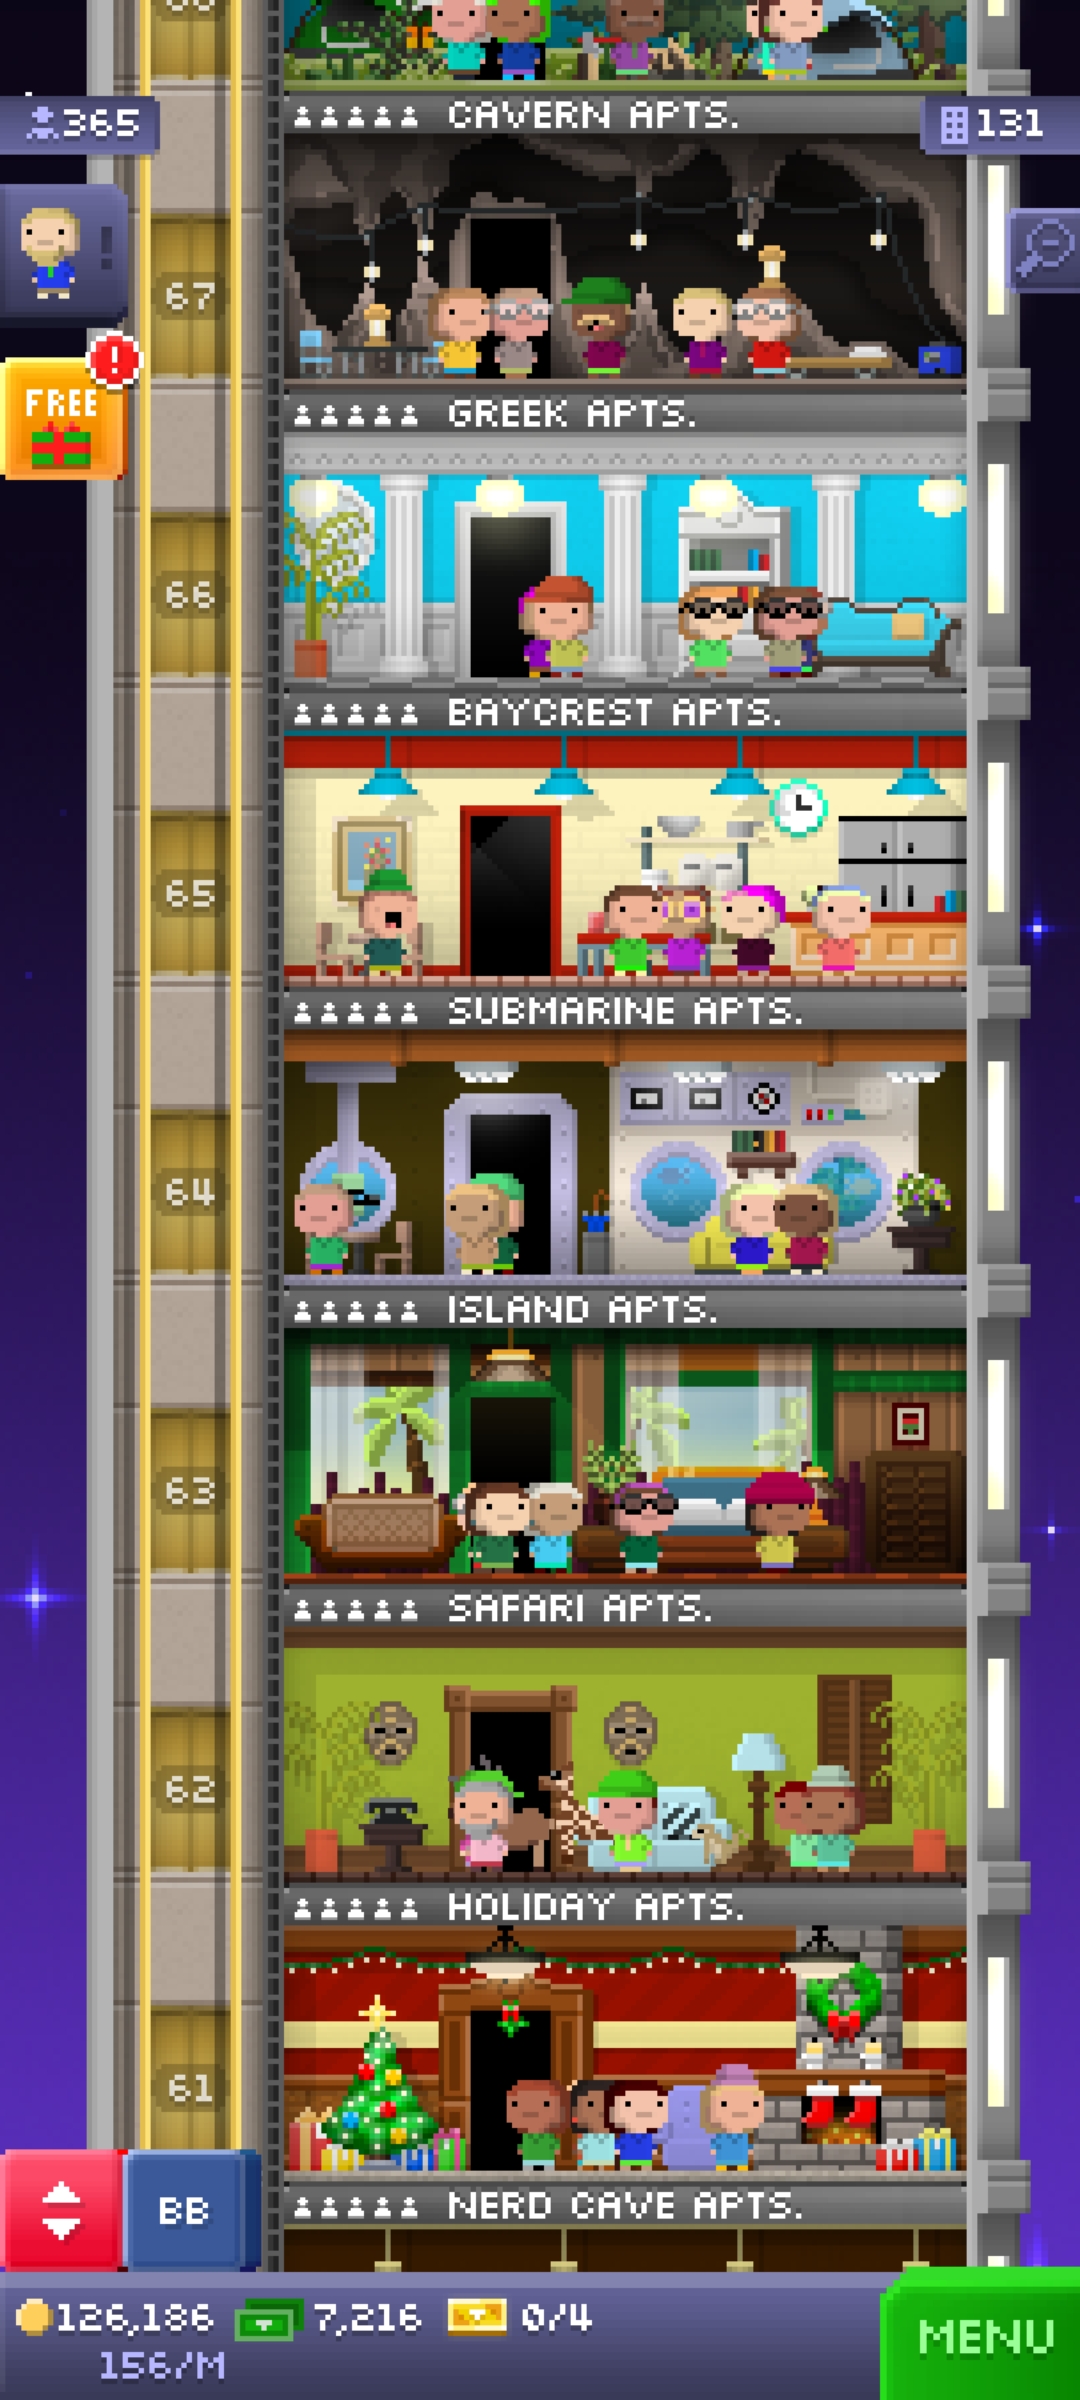 CAVERN APTS.
365
131
!
67
!
FREE
GREEK APTS.
66
BAYCREST APTS.
65
SUBMARINE APTS.
64
ISLAND APTS.
63
SAFARI APTS.
62
HOLIDAY APTS.
61
NERD CAVE APTS.
BB
126,186 7,216 0/4
156/M
MENU